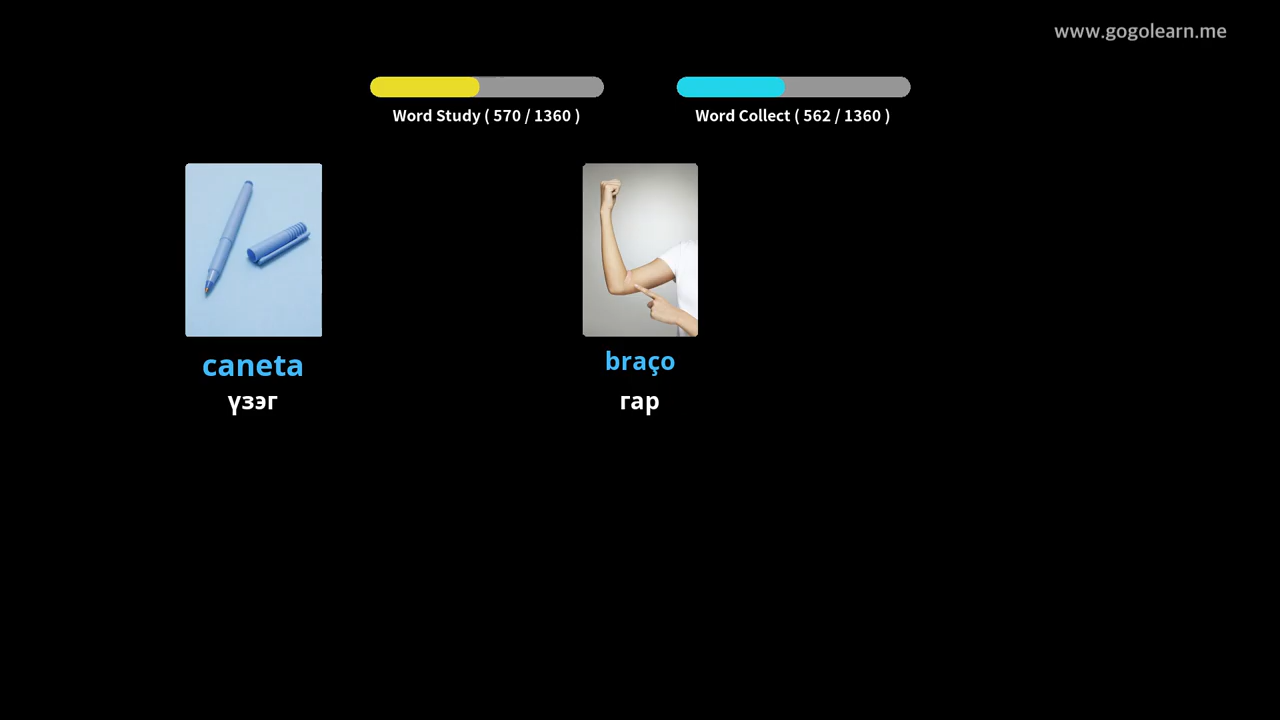 www.gogolearn.me
Word Study ( 570 / 1360 )
Word Collect ( 562 / 1360 )
caneta
үзэг
braço
гар